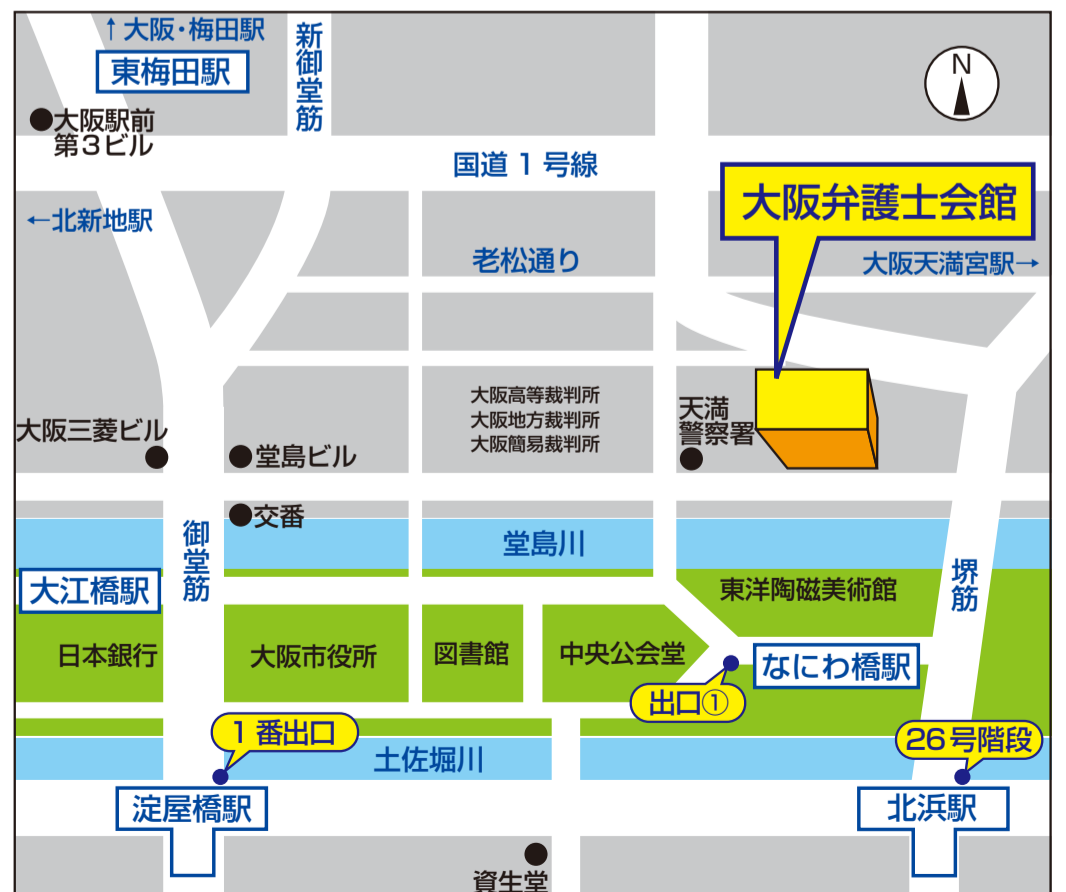 ↑大阪・梅田駅
東梅田駅
新御堂筋
N
●大阪駅前
第3ビル
国道1号線
大阪弁護士会館
←北新地駅
老松通り
大阪天満宮駅→
大阪高等裁判所
大阪地方裁判所
大阪簡易裁判所
天満
警察署
大阪三菱ビル
●堂島ビル
●交番
御堂筋
堂島川
大江橋駅
東洋陶磁美術館
堺筋
日本銀行
大阪市役所
図書館
中央公会堂
なにわ橋駅
出口①
1番出口
土佐堀川
26号階段
淀屋橋駅
北浜駅
資生堂